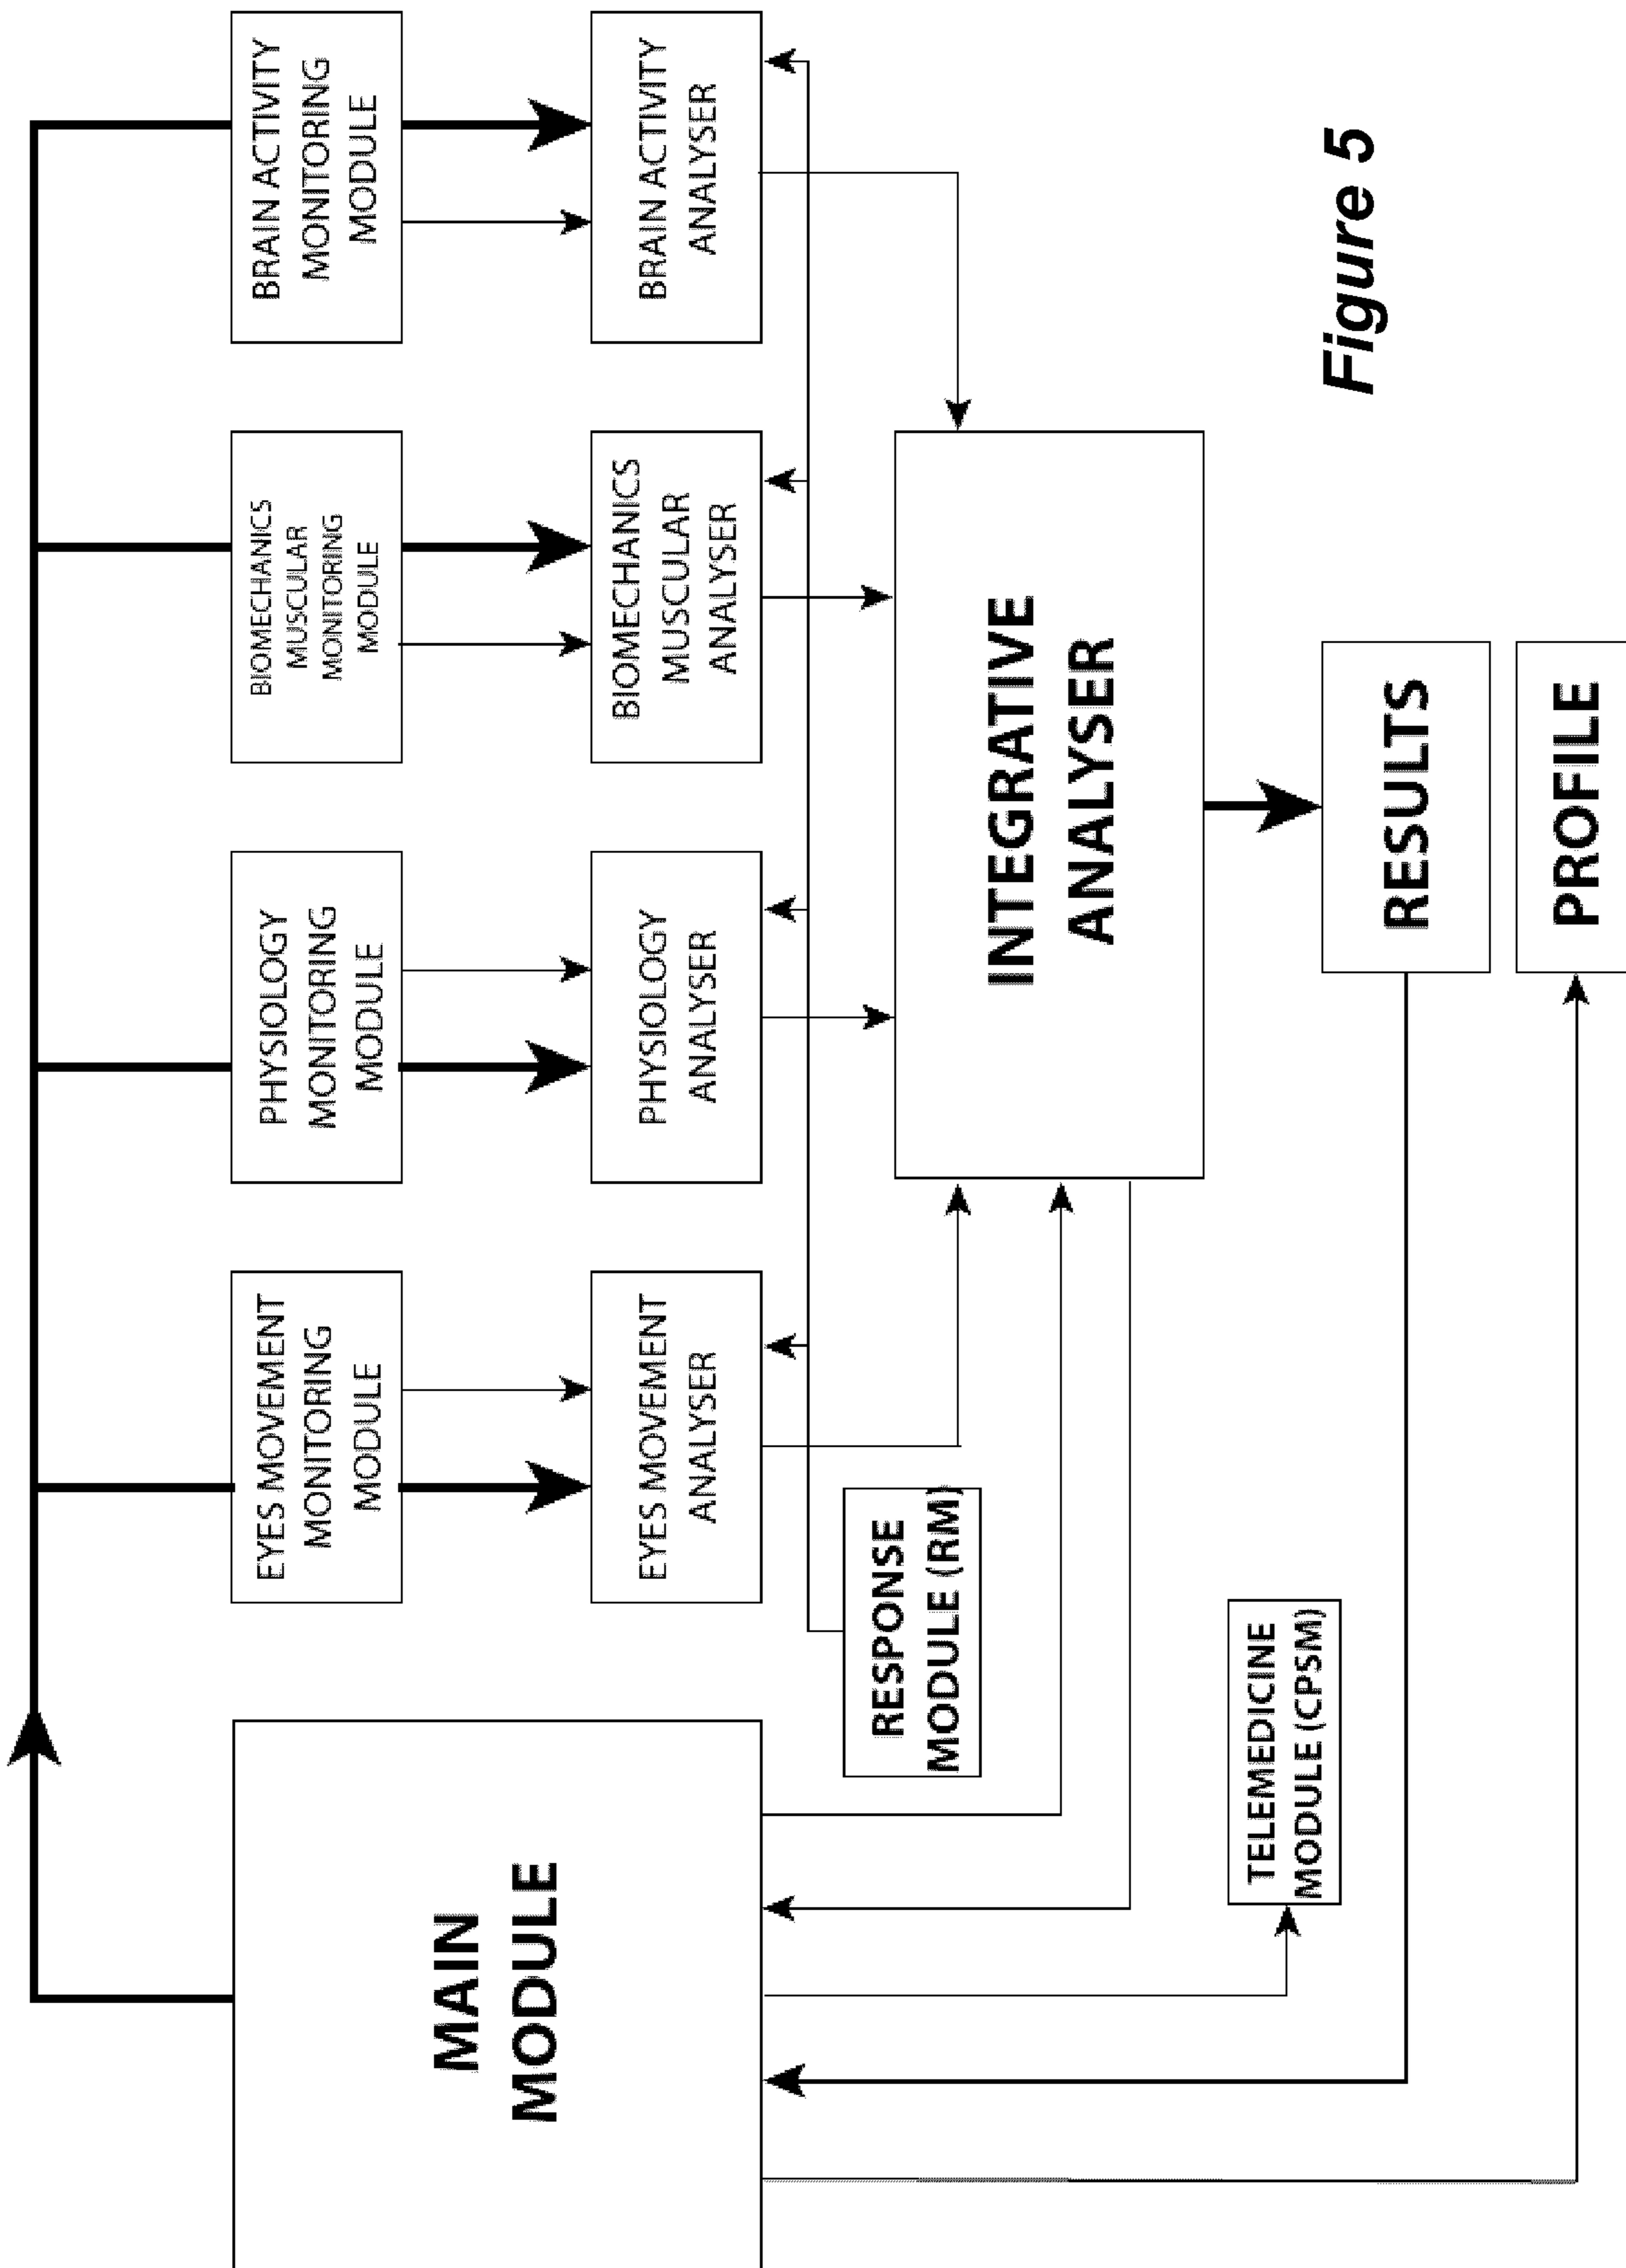 MAIN
MODULE
EYES MOVEMENT
MONITORING
MODULE
PHYSIOLOGY
MONITORING
MODULE
BIOMECHANICS
MUSCULAR
MONITORING
MODULE
BRAIN ACTIVITY
MONITORING
MODULE
EYES MOVEMENT
ANALYSER
PHYSIOLOGY
ANALYSER
BIOMECHANICS
MUSCULAR
ANALYSER
BRAIN ACTIVITY
ANALYSER
RESPONSE
MODULE (RM)
INTEGRATIVE
ANALYSER
TELEMEDICINE
MODULE (CPSM)
RESULTS
PROFILE
Figure 5